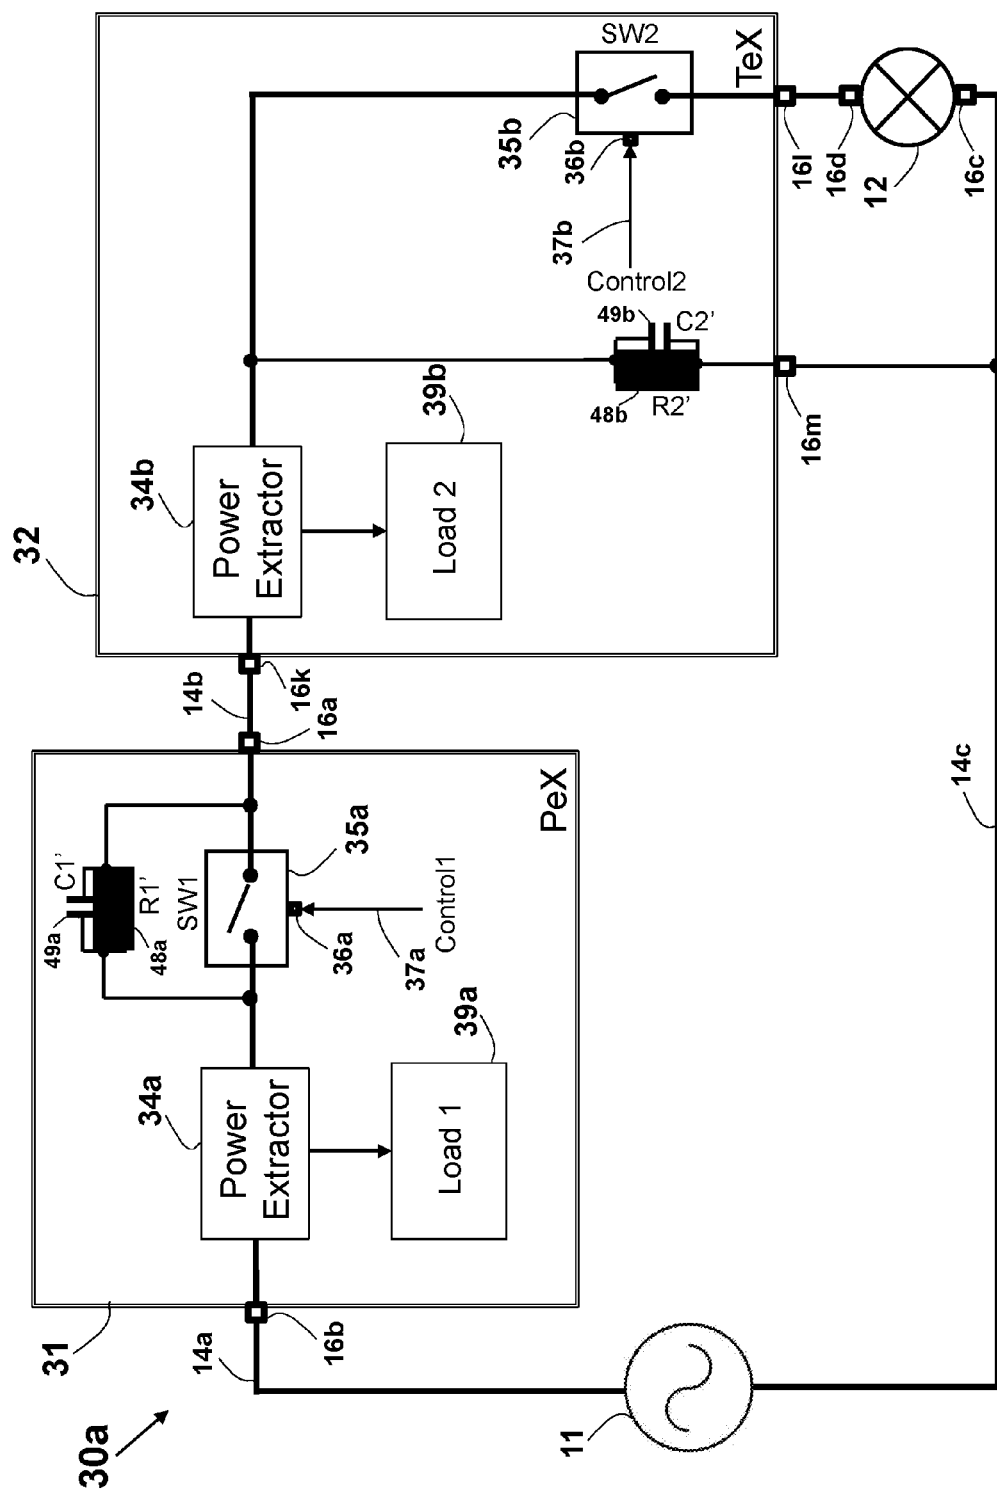 30a
31
32
14a
16b
34a
Power
Extractor
Load 1
39a
49a
C1'
R1'
48a
SW1
35a
36a
37a
Control1
PeX
16a
14b
16k
34b
Power
Extractor
Load 2
39b
49b
C2'
R2'
48b
SW2
35b
36b
37b
Control2
TeX
16l
16d
12
16c
16m
14c
11